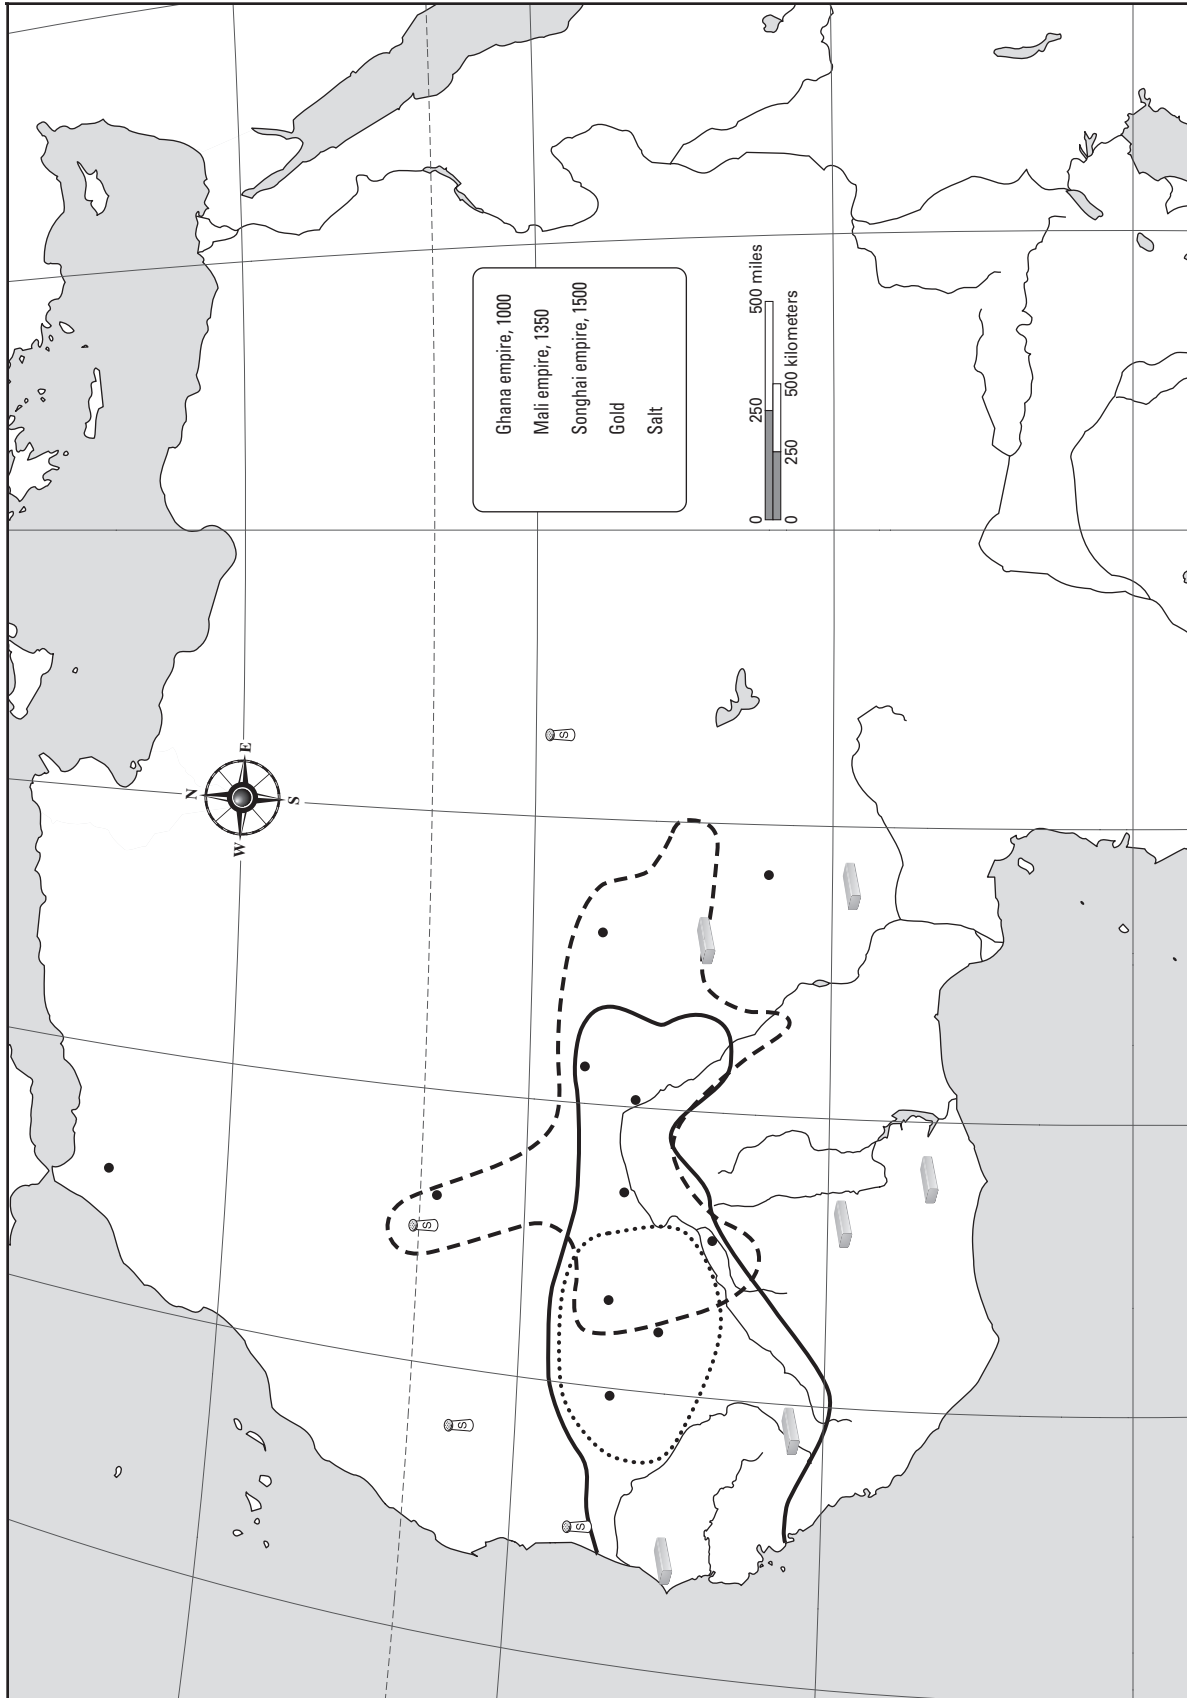 N
W
E
S
Ghana empire, 1000
Mali empire, 1350
Songhai empire, 1500
Gold
Salt
0 250 500 miles
0 250 500 kilometers
S
S
S
S